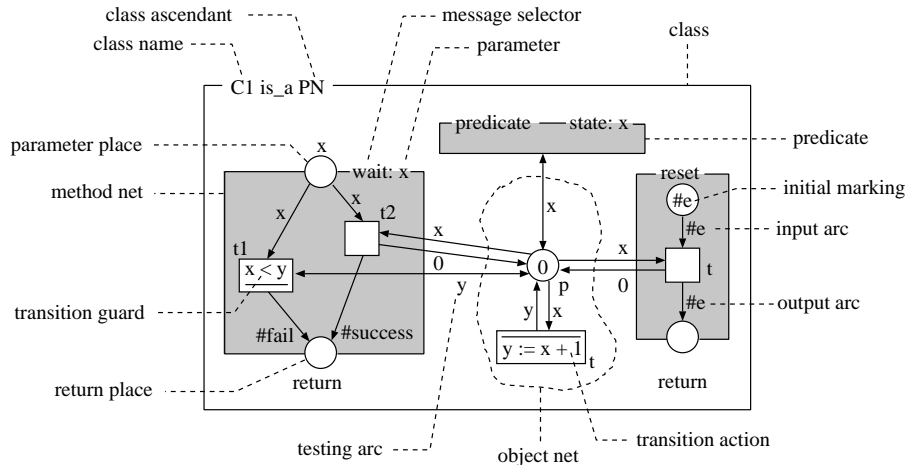 class ascendant
message selector
class name
parameter
class
C1 is_a PN
predicate state: x
predicate
parameter place
x
wait: x
reset
method net
#e
initial marking
x
x
t2
x
x
x
#e
input arc
t1
x < y
0
0
0
t
y
p
#e
output arc
transition guard
y
x
#fail
#success
y := x + 1
t
return place
return
return
testing arc
object net
transition action